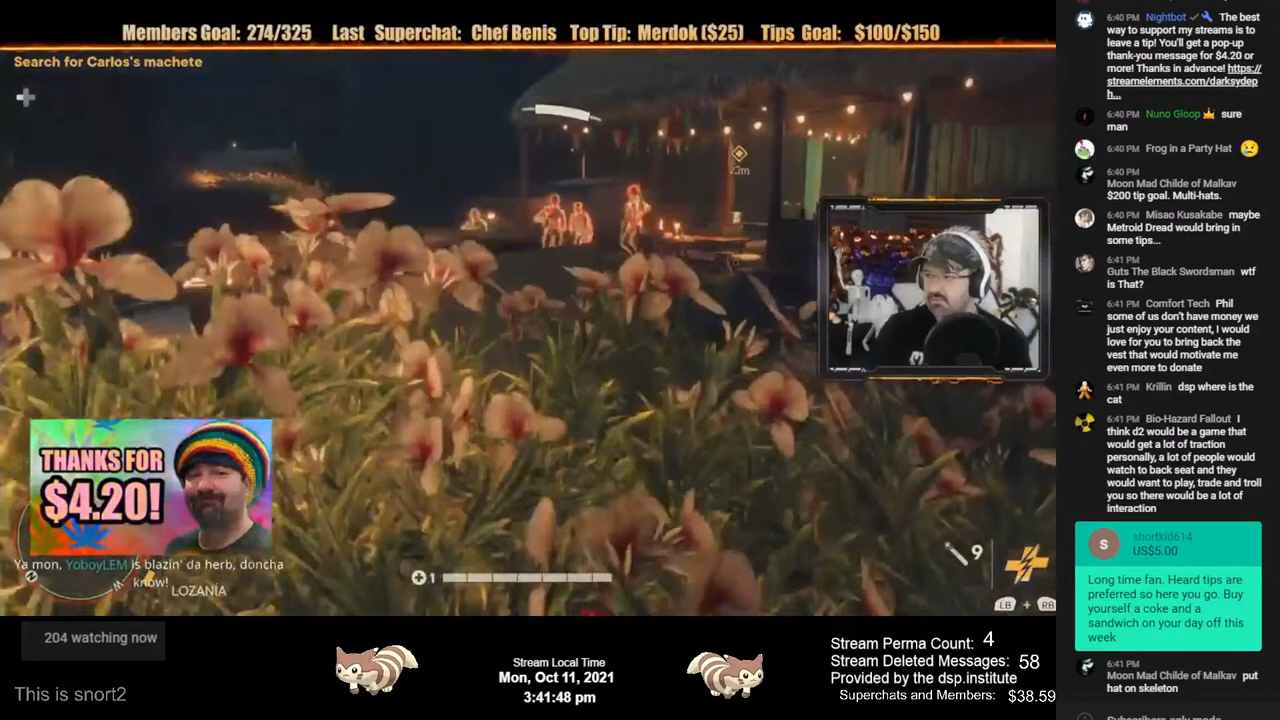 Members Goal: 274/325 Last Superchat: Chef Benis Top Tip: Merdok ($25) Tips Goal: $100/$150
Search for Carlos's machete
23m
THANKS FOR
$4.20!
Ya mon, YoboyLEM is blazin' da herb, doncha
know!
LOZANÍA
1
9
LB + RB
204 watching now
This is snort2
Stream Local Time
Mon, Oct 11, 2021
3:41:48 pm
Stream Perma Count: 4
Stream Deleted Messages: 58
Provided by the dsp.institute
Superchats and Members: $38.59
6:40 PM Nightbot The best
way to support my streams is to
leave a tip! You'll get a pop-up
thank-you message for $4.20 or
more! Thanks in advance! https://
streamelements.com/darksydep
h...
6:40 PM Nuno Gloop sure
man
6:40 PM Frog in a Party Hat
6:40 PM
Moon Mad Childe of Malkav
$200 tip goal. Multi-hats.
6:40 PM Misao Kusakabe maybe
Metroid Dread would bring in
some tips...
6:41 PM
Guts The Black Swordsman wtf
is That?
6:41 PM Comfort Tech Phil
some of us don't have money we
just enjoy your content, I would
love for you to bring back the
vest that would motivate me
even more to donate
6:41 PM Krillin dsp where is the
cat
6:41 PM Bio-Hazard Fallout I
think d2 would be a game that
would get a lot of traction
personally, a lot of people would
watch to back seat and they
would want to play, trade and troll
you so there would be a lot of
interaction
S
shortkid614
US$5.00
Long time fan. Heard tips are
preferred so here you go. Buy
yourself a coke and a
sandwich on your day off this
week
6:41 PM
Moon Mad Childe of Malkav put
hat on skeleton
Subscribers-only mode